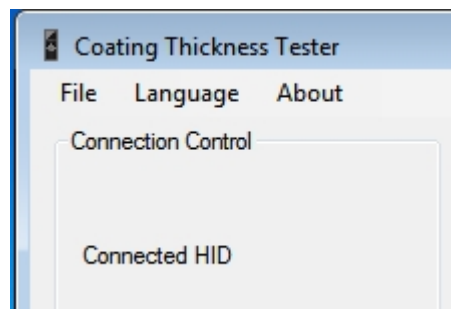 Coating Thickness Tester
File Language About
Connection Control
Connected HID